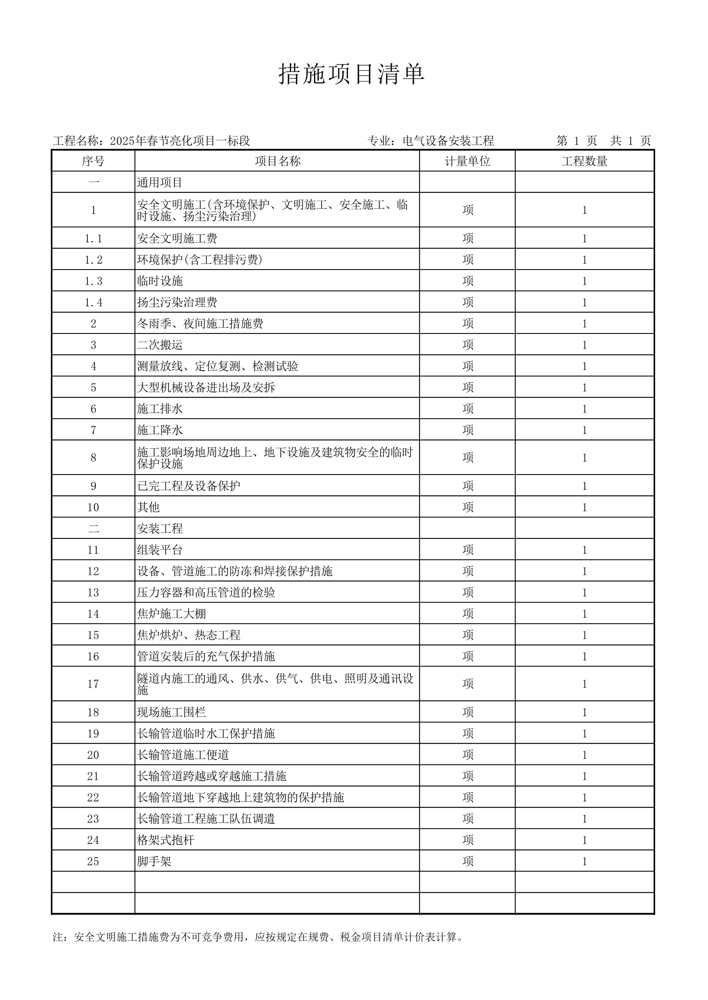 措施项目清单
工程名称：2025年春节亮化项目一标段 专业：电气设备安装工程 第 1 页 共 1 页
序号 项目名称 计量单位 工程数量
一 通用项目
1 安全文明施工(含环境保护、文明施工、安全施工、临 项 1
时设施、扬尘污染治理)
1.1 安全文明施工费 项 1
1.2 环境保护(含工程排污费) 项 1
1.3 临时设施 项 1
1.4 扬尘污染治理费 项 1
2 冬雨季、夜间施工措施费 项 1
3 二次搬运 项 1
4 测量放线、定位复测、检测试验 项 1
5 大型机械设备进出场及安拆 项 1
6 施工排水 项 1
7 施工降水 项 1
8 施工影响场地周边地上、地下设施及建筑物安全的临时 项 1
保护设施
9 已完工程及设备保护 项 1
10 其他 项 1
二 安装工程
11 组装平台 项 1
12 设备、管道施工的防冻和焊接保护措施 项 1
13 压力容器和高压管道的检验 项 1
14 焦炉施工大棚 项 1
15 焦炉烘炉、热态工程 项 1
16 管道安装后的充气保护措施 项 1
17 隧道内施工的通风、供水、供气、供电、照明及通讯设 项 1
施
18 现场施工围栏 项 1
19 长输管道临时水工保护措施 项 1
20 长输管道施工便道 项 1
21 长输管道跨越或穿越施工措施 项 1
22 长输管道地下穿越地上建筑物的保护措施 项 1
23 长输管道工程施工队伍调遣 项 1
24 格架式抱杆 项 1
25 脚手架 项 1
注：安全文明施工措施费为不可竞争费用，应按规定在规费、税金项目清单计价表计算。